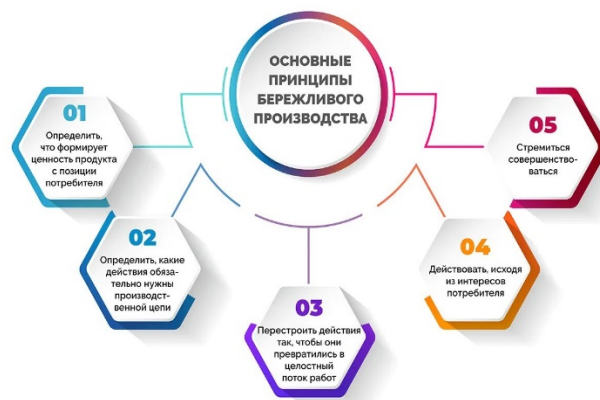 ОСНОВНЫЕ
ПРИНЦИПЫ
БЕРЕЖЛИВОГО
ПРОИЗВОДСТВА
01
Определить,
что формирует
ценность продукта
с позиции
потребителя
02
Определить, какие
действия обяза-
тельно нужны
производст-
венной цепи
03
Перестроить действия
так, чтобы они
превратились в
целостный
поток работ
04
Действовать, исходя
из интересов
потребителя
05
Стремиться
совершенство-
ваться